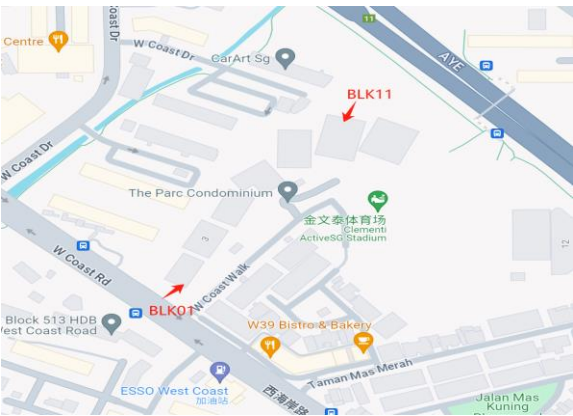 Centre
W Coast Dr
W Coast Dr
CarArt Sg
11
AYE
BLK11
W Coast Dr
The Parc Condominium
金文泰体育场
Clementi
ActiveSG Stadium
3
12
W Coast Rd
W Coast Walk
BLK01
Block 513 HDB
West Coast Road
W39 Bistro & Bakery
Taman Mas Merah
ESSO West Coast
加油站
西海岸路
Jalan Mas
Kuning